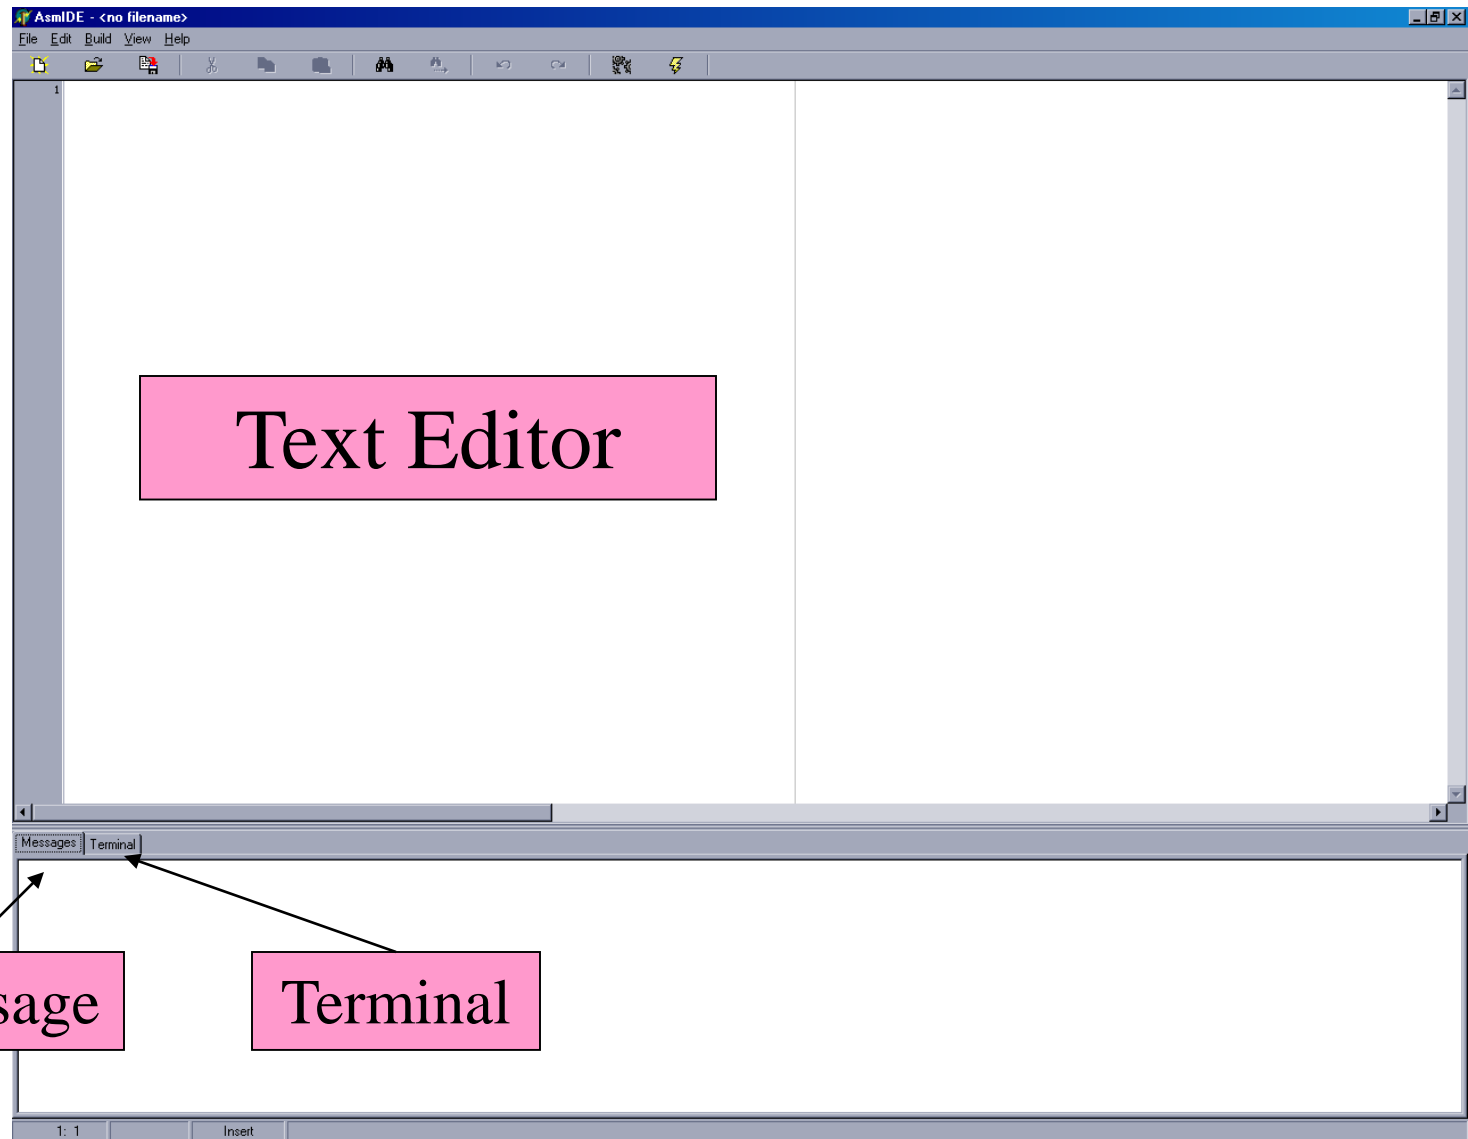 AsmIDE - <no filename>
File Edit Build View Help
1
Text Editor
Messages Terminal
sage Terminal
1: 1 Insert